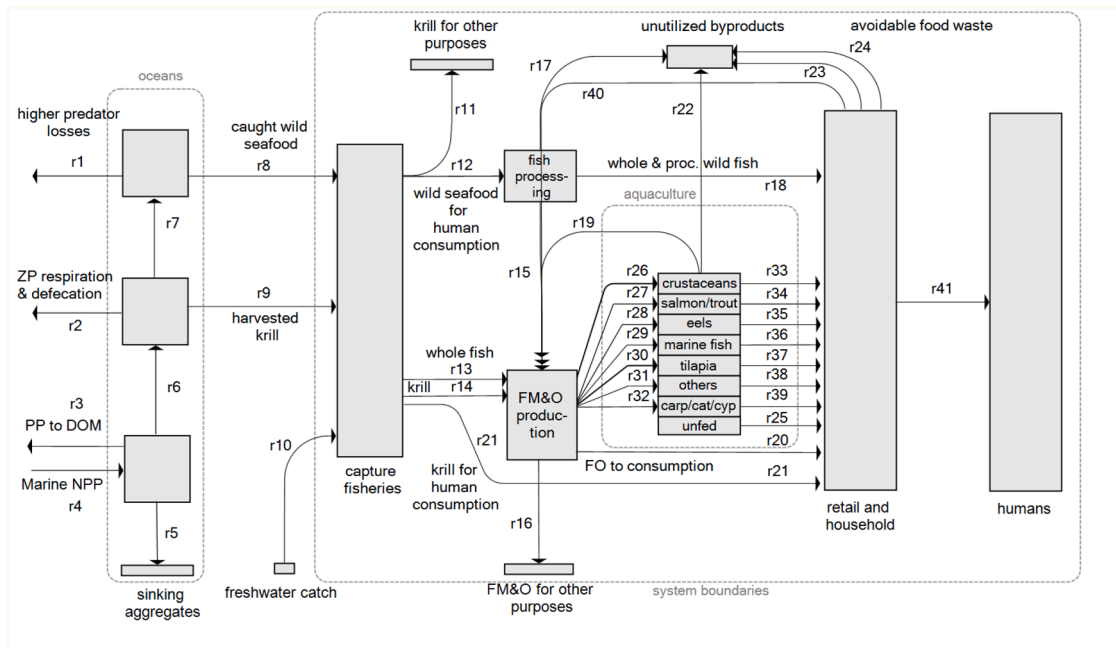 krill for other
purposes
unutilized byproducts
avoidable food waste
r24
r17
r23
oceans
r40
higher predator
losses
r11
r22
caught wild
seafood
r1
r8
r12
fish
process-
ing
whole & proc. wild fish
r18
wild seafood
for
human
consumption
aquaculture
r7
r19
r15
r26
r33
ZP respiration
& defecation
crustaceans
r27
r34
r9
salmon/trout
r28
r35
r2
harvested
krill
eels
r29
r36
r41
marine fish
whole fish
r30
r37
r13
tilapia
r6
krill
r14
r31
r38
others
r3
FM&O
produc-
tion
r32
r39
carp/cat/cyp
PP to DOM
r21
r25
unfed
r10
r20
Marine NPP
FO to consumption
r4
capture
fisheries
krill for
human
consumption
r21
r5
r16
retail and
household
humans
sinking
aggregates
freshwater catch
FM&O for other
purposes
system boundaries